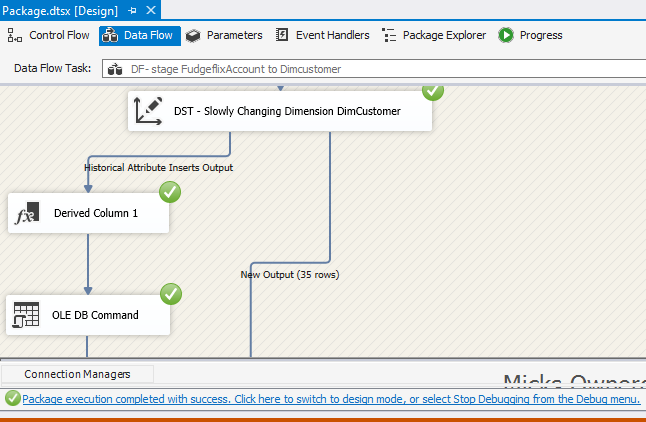 Package.dtsx [Design]
Control Flow Data Flow Parameters Event Handlers Package Explorer Progress
Data Flow Task: DF- stage FudgeflixAccount to Dimcustomer
DST - Slowly Changing Dimension DimCustomer
Historical Attribute Inserts Output
fx Derived Column 1
New Output (35 rows)
OLE DB Command
Connection Managers
Micks Owner
Package execution completed with success. Click here to switch to design mode, or select Stop Debugging from the Debug menu.